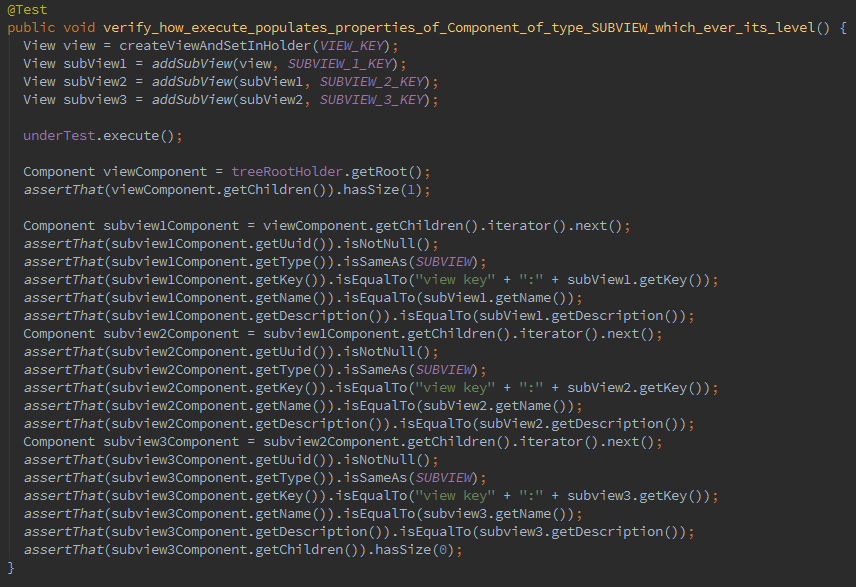 @Test
public void verify_how_execute_populates_properties_of_Component_of_type_SUBVIEW_which_ever_its_level() {
  View view = createViewAndSetInHolder(VIEW_KEY);
  View subView1 = addSubView(view, SUBVIEW_1_KEY);
  View subView2 = addSubView(subView1, SUBVIEW_2_KEY);
  View subview3 = addSubView(subView2, SUBVIEW_3_KEY);

  underTest.execute();

  Component viewComponent = treeRootHolder.getRoot();
  assertThat(viewComponent.getChildren()).hasSize(1);

  Component subview1Component = viewComponent.getChildren().iterator().next();
  assertThat(subview1Component.getUuid()).isNotNull();
  assertThat(subview1Component.getType()).isSameAs(SUBVIEW);
  assertThat(subview1Component.getKey()).isEqualTo("view key" + ":" + subView1.getKey());
  assertThat(subview1Component.getName()).isEqualTo(subView1.getName());
  assertThat(subview1Component.getDescription()).isEqualTo(subView1.getDescription());
  Component subview2Component = subview1Component.getChildren().iterator().next();
  assertThat(subview2Component.getUuid()).isNotNull();
  assertThat(subview2Component.getType()).isSameAs(SUBVIEW);
  assertThat(subview2Component.getKey()).isEqualTo("view key" + ":" + subView2.getKey());
  assertThat(subview2Component.getName()).isEqualTo(subView2.getName());
  assertThat(subview2Component.getDescription()).isEqualTo(subView2.getDescription());
  Component subview3Component = subview2Component.getChildren().iterator().next();
  assertThat(subview3Component.getUuid()).isNotNull();
  assertThat(subview3Component.getType()).isSameAs(SUBVIEW);
  assertThat(subview3Component.getKey()).isEqualTo("view key" + ":" + subview3.getKey());
  assertThat(subview3Component.getName()).isEqualTo(subview3.getName());
  assertThat(subview3Component.getDescription()).isEqualTo(subview3.getDescription());
  assertThat(subview3Component.getChildren()).hasSize(0);
}